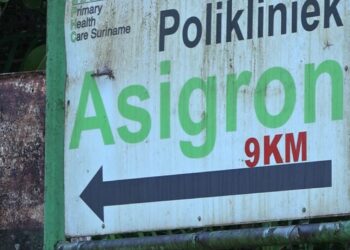 Primary
Health
Care Suriname
Polikliniek
Asigron
9KM